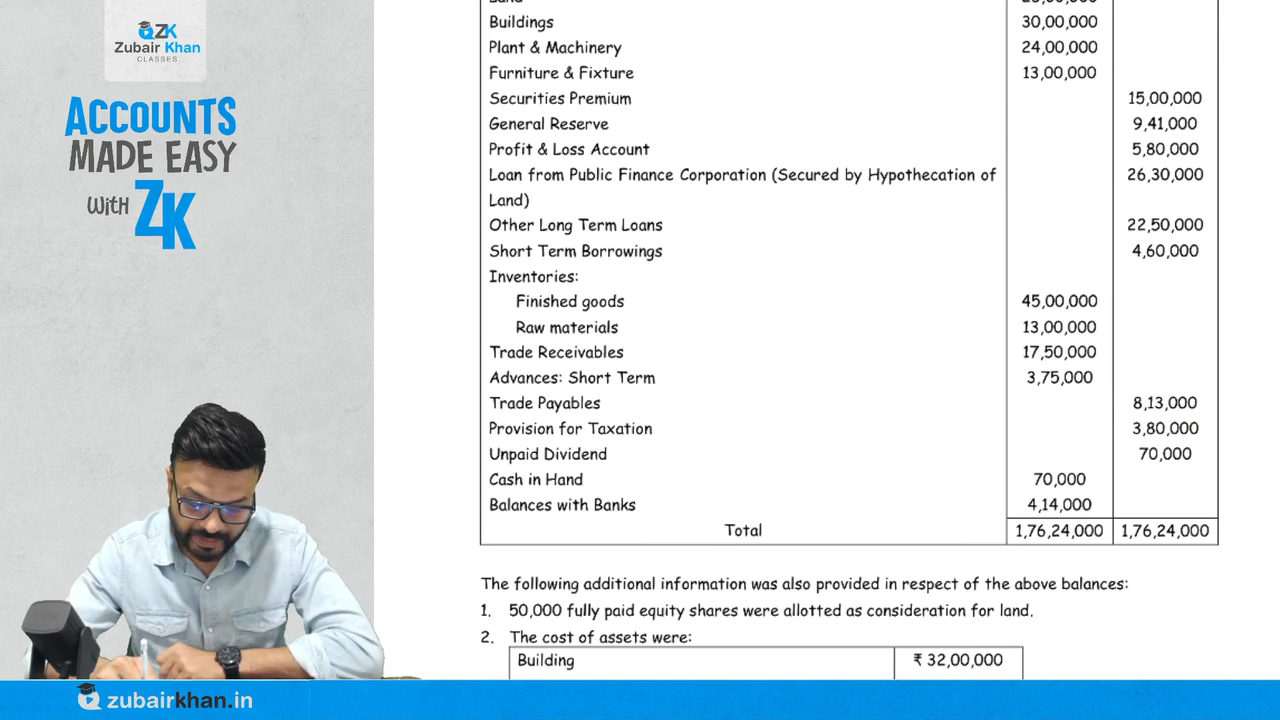 ZK
Zubair Khan
CLASSES
ACCOUNTS
MADE EASY
with ZK
Buildings 30,00,000
Plant & Machinery 24,00,000
Furniture & Fixture 13,00,000
Securities Premium 15,00,000
General Reserve 9,41,000
Profit & Loss Account 5,80,000
Loan from Public Finance Corporation (Secured by Hypothecation of 26,30,000
Land)
Other Long Term Loans 22,50,000
Short Term Borrowings 4,60,000
Inventories:
Finished goods 45,00,000
Raw materials 13,00,000
Trade Receivables 17,50,000
Advances: Short Term 3,75,000
Trade Payables 8,13,000
Provision for Taxation 3,80,000
Unpaid Dividend 70,000
Cash in Hand 70,000
Balances with Banks 4,14,000
Total 1,76,24,000 1,76,24,000
The following additional information was also provided in respect of the above balances:
1. 50,000 fully paid equity shares were allotted as consideration for land.
2. The cost of assets were:
Building ₹ 32,00,000
zubairkhan.in